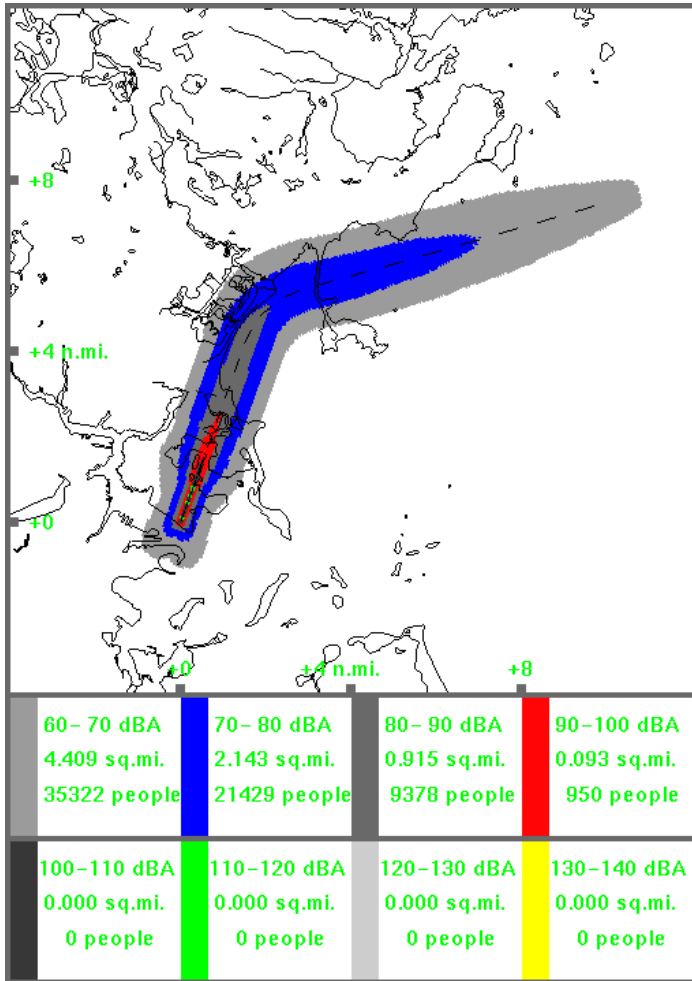 +8
+4 n.mi.
+0
+0
+4 n.mi.
+8
60-70 dBA
4.409 sq.mi.
35322 people
70-80 dBA
2.143 sq.mi.
21429 people
80-90 dBA
0.915 sq.mi.
9378 people
90-100 dBA
0.093 sq.mi.
950 people
100-110 dBA
0.000 sq.mi.
0 people
110-120 dBA
0.000 sq.mi.
0 people
120-130 dBA
0.000 sq.mi.
0 people
130-140 dBA
0.000 sq.mi.
0 people